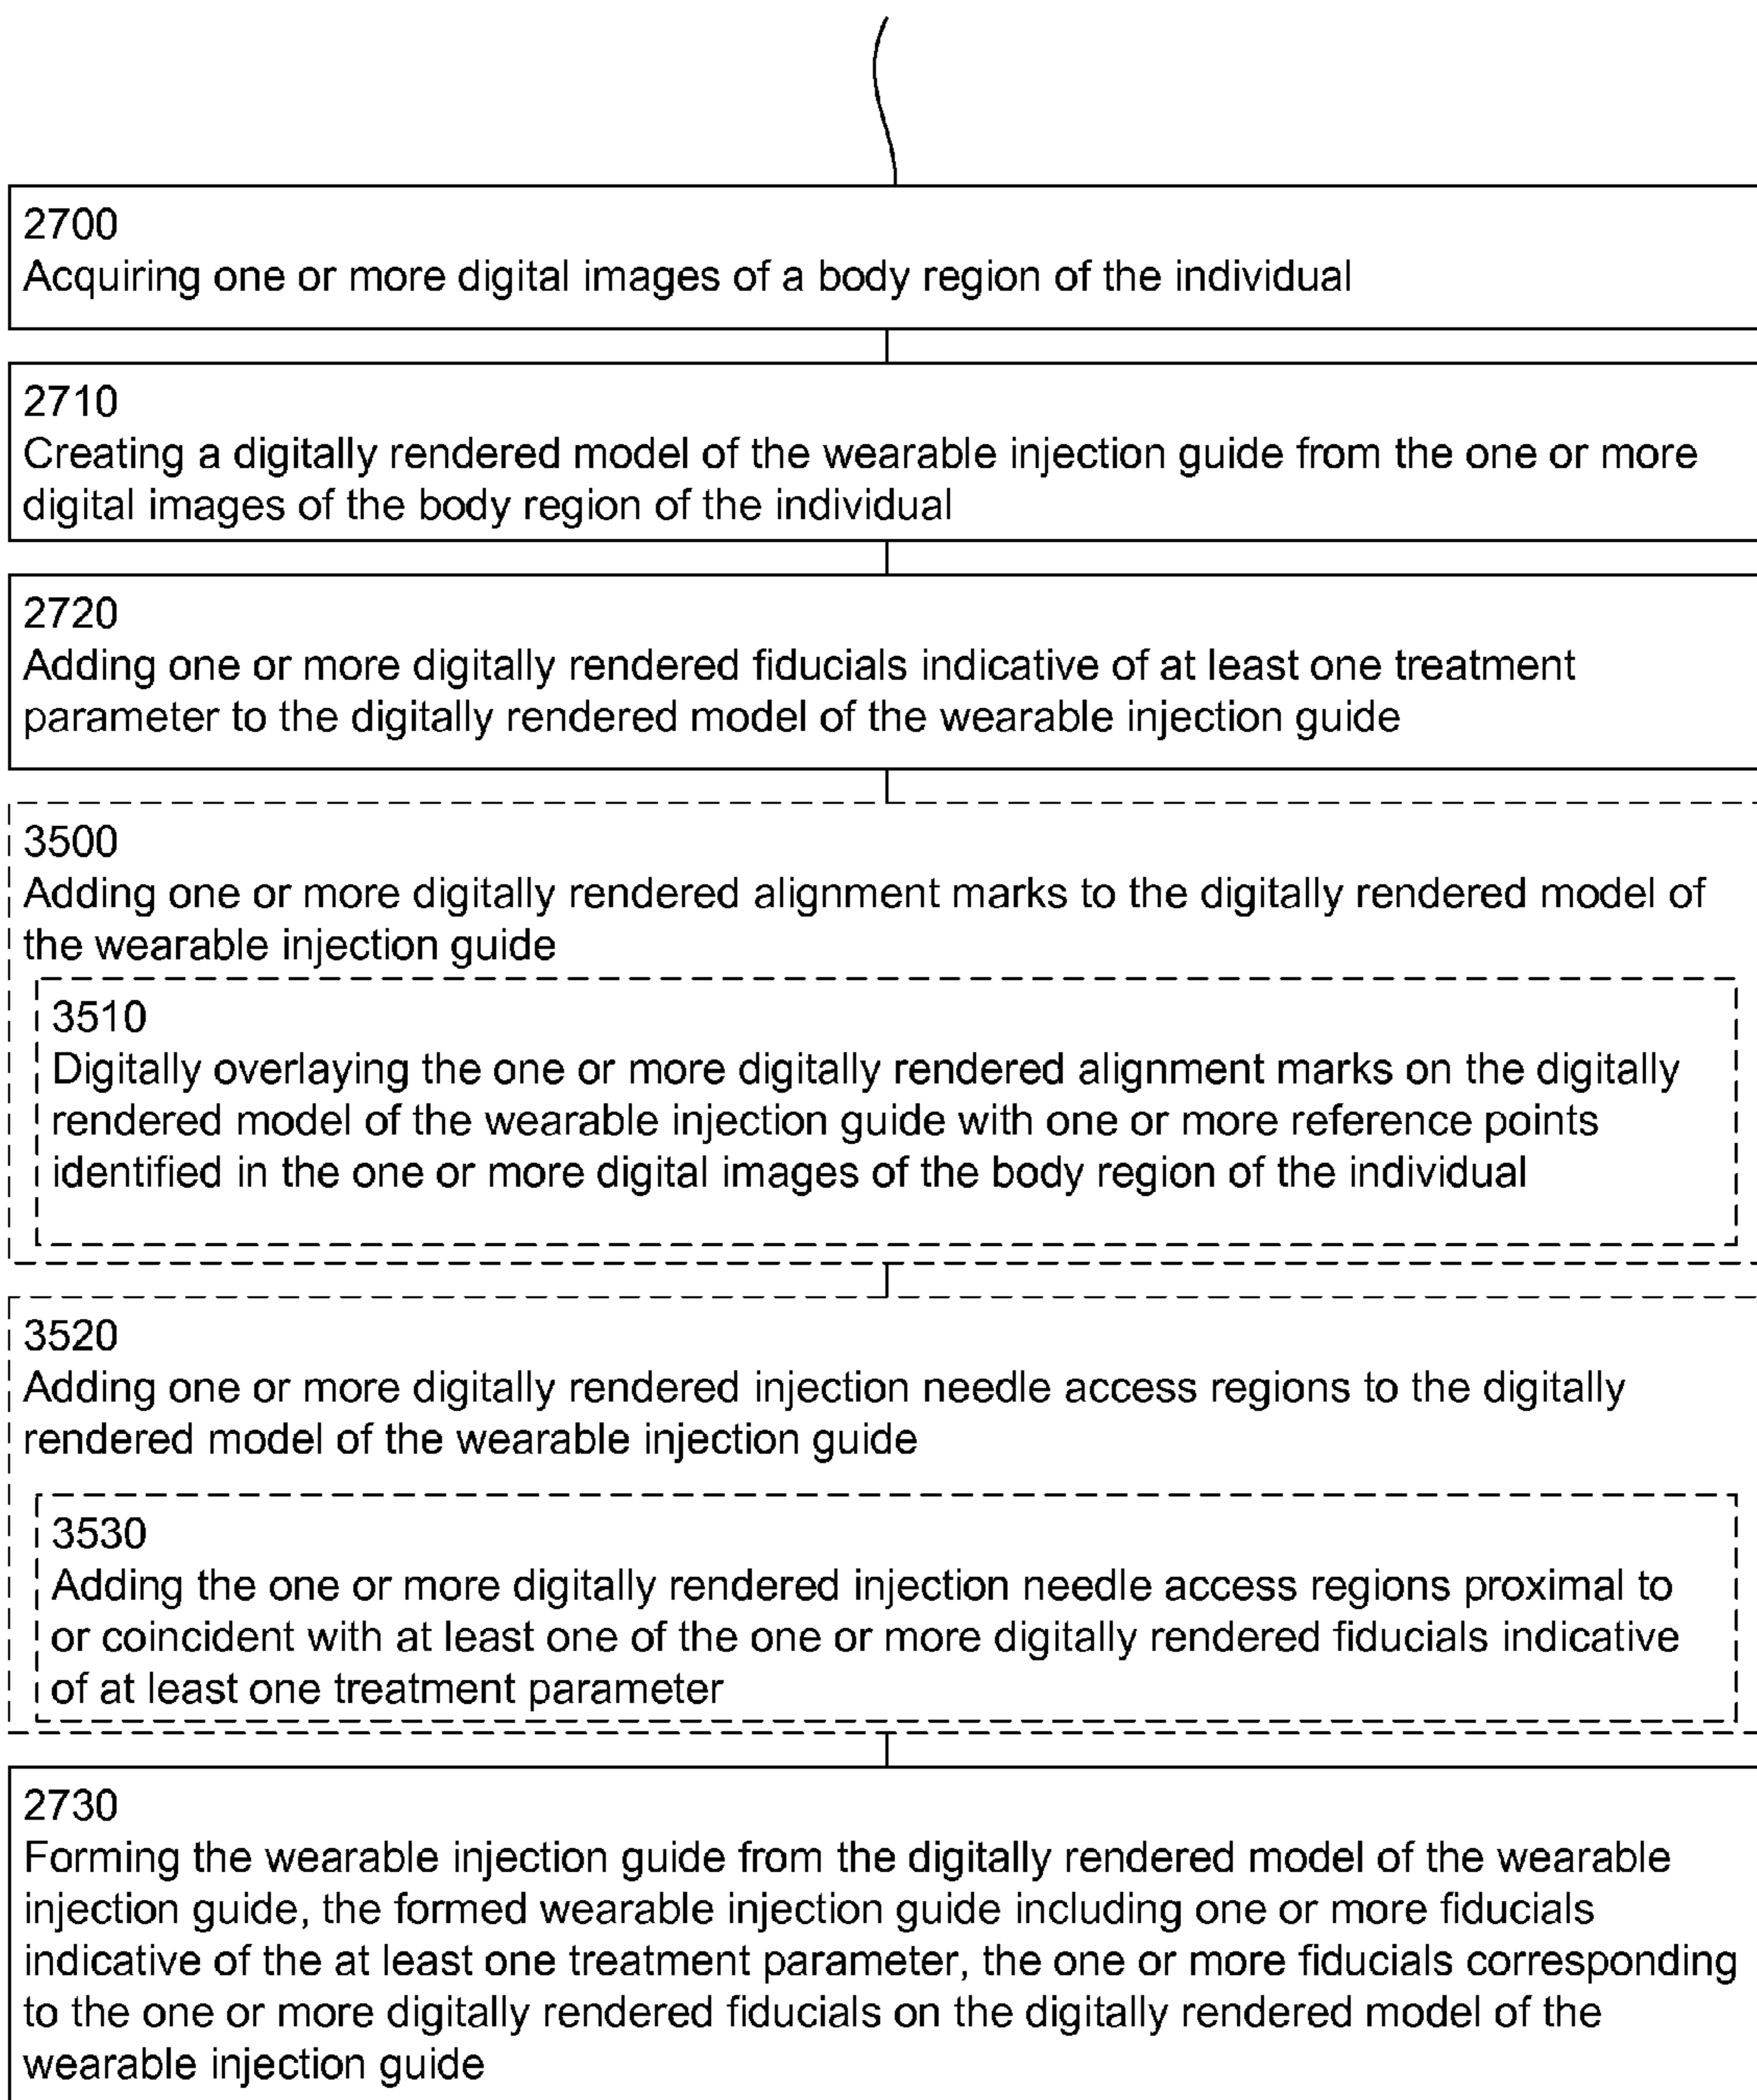 2700
Acquiring one or more digital images of a body region of the individual
2710
Creating a digitally rendered model of the wearable injection guide from the one or more
digital images of the body region of the individual
2720
Adding one or more digitally rendered fiducials indicative of at least one treatment
parameter to the digitally rendered model of the wearable injection guide
3500
Adding one or more digitally rendered alignment marks to the digitally rendered model of
the wearable injection guide
3510
Digitally overlaying the one or more digitally rendered alignment marks on the digitally
rendered model of the wearable injection guide with one or more reference points
identified in the one or more digital images of the body region of the individual
3520
Adding one or more digitally rendered injection needle access regions to the digitally
rendered model of the wearable injection guide
3530
Adding the one or more digitally rendered injection needle access regions proximal to
or coincident with at least one of the one or more digitally rendered fiducials indicative
of at least one treatment parameter
2730
Forming the wearable injection guide from the digitally rendered model of the wearable
injection guide, the formed wearable injection guide including one or more fiducials
indicative of the at least one treatment parameter, the one or more fiducials corresponding
to the one or more digitally rendered fiducials on the digitally rendered model of the
wearable injection guide